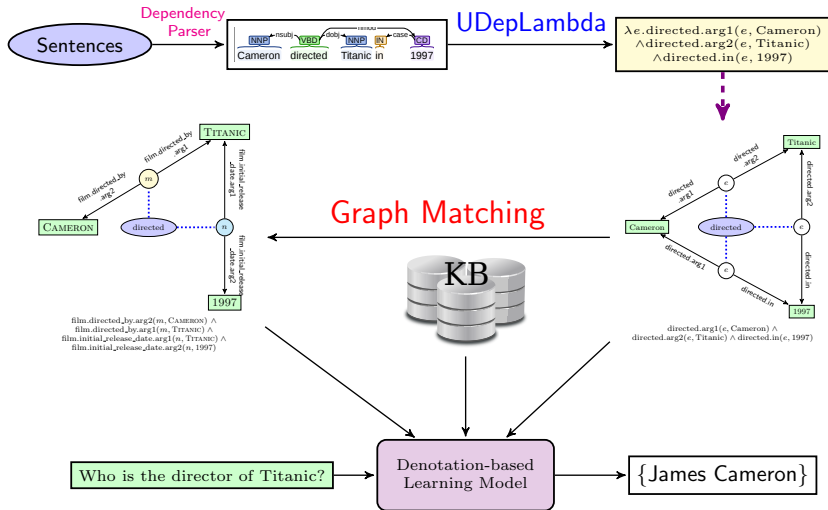 Sentences
Dependency
Parser
nmod
nsubj
dobj
case
NNP VBD NNP IN CD
Cameron directed Titanic in 1997
UDepLambda
λe.directed.arg1(e, Cameron)
∧directed.arg2(e, Titanic)
∧directed.in(e, 1997)
TITANIC
film.directed_by
.arg1
film.directed_by
.arg2
m
film.initial_release
_date.arg1
CAMERON
directed
n
film.initial_release
_date.arg2
1997
film.directed_by.arg2(m, CAMERON) ∧
film.directed_by.arg1(m, TITANIC) ∧
film.initial_release_date.arg1(n, TITANIC) ∧
film.initial_release_date.arg2(n, 1997)
Graph Matching
KB
Titanic
directed
.arg2
e
directed
.arg1
directed.arg2
Cameron
directed
e
directed.arg1
e
directed.in
directed.in
1997
directed.arg1(e, Cameron) ∧
directed.arg2(e, Titanic) ∧ directed.in(e, 1997)
Who is the director of Titanic?
Denotation-based
Learning Model
{James Cameron}